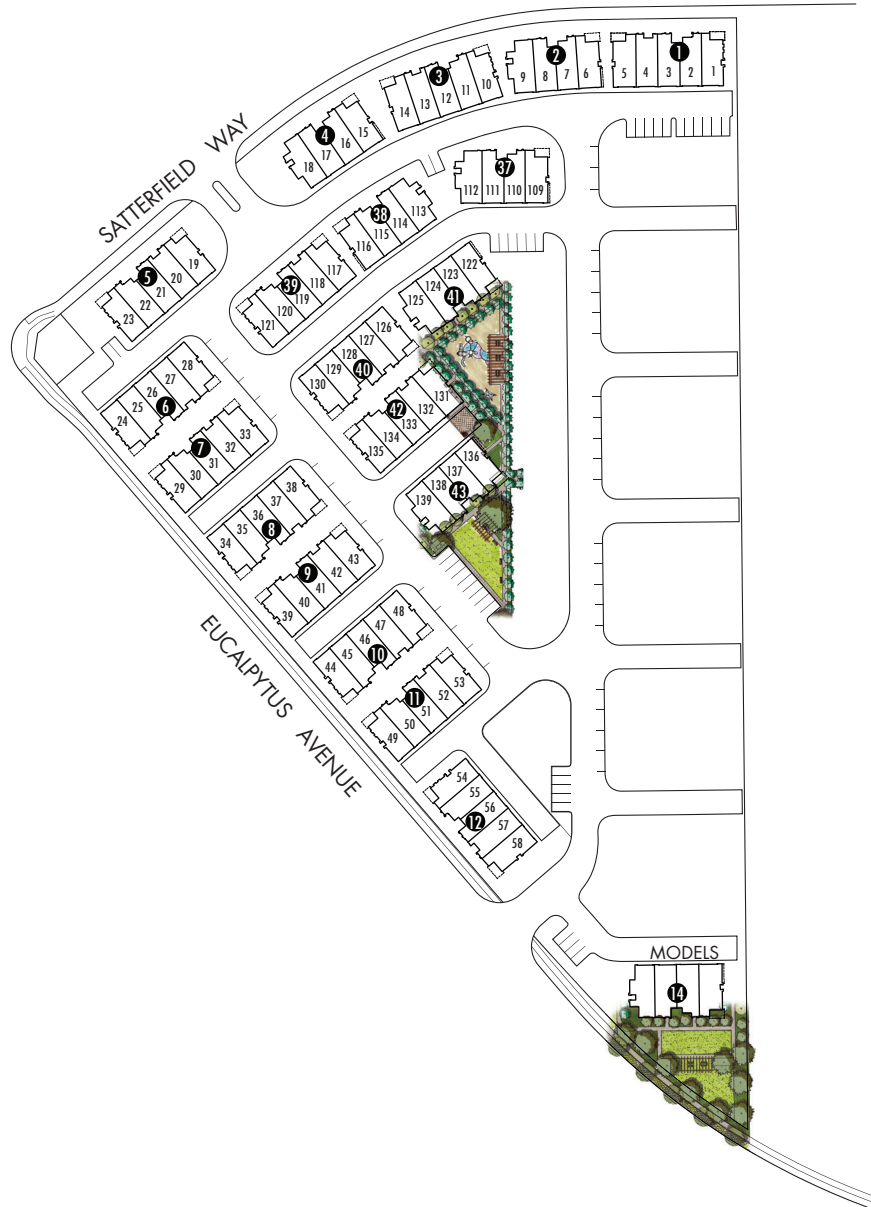 SATTERFIELD WAY
EUCALPYTUS AVENUE
MODELS
1
5 4 3 2 1
2
9 8 7 6
3
14 13 12 11 10
4
18 17 16 15
37
112 111 110 109
38
116 115 114 113
39
121 120 119 118 117
5
23 22 21 20 19
41
125 124 123 122
40
130 129 128 127 126
42
135 134 133 132 131
43
139 138 137 136
6
24 25 26 27 28
7
29 30 31 32 33
8
34 35 36 37 38
9
39 40 41 42 43
10
44 45 46 47 48
11
49 50 51 52 53
12
54
55
56
57
58
14